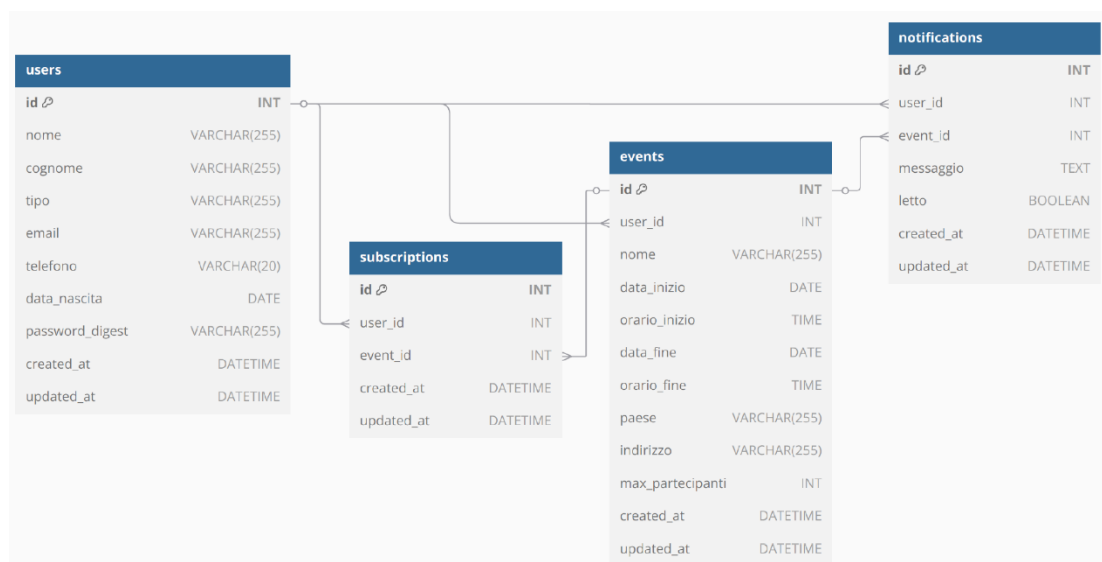 users
id INT
nome VARCHAR(255)
cognome VARCHAR(255)
tipo VARCHAR(255)
email VARCHAR(255)
telefono VARCHAR(20)
data_nascita DATE
password_digest VARCHAR(255)
created_at DATETIME
updated_at DATETIME
subscriptions
id INT
user_id INT
event_id INT
created_at DATETIME
updated_at DATETIME
events
id INT
user_id INT
nome VARCHAR(255)
data_inizio DATE
orario_inizio TIME
data_fine DATE
orario_fine TIME
paese VARCHAR(255)
indirizzo VARCHAR(255)
max_partecipanti INT
created_at DATETIME
updated_at DATETIME
notifications
id INT
user_id INT
event_id INT
messaggio TEXT
letto BOOLEAN
created_at DATETIME
updated_at DATETIME